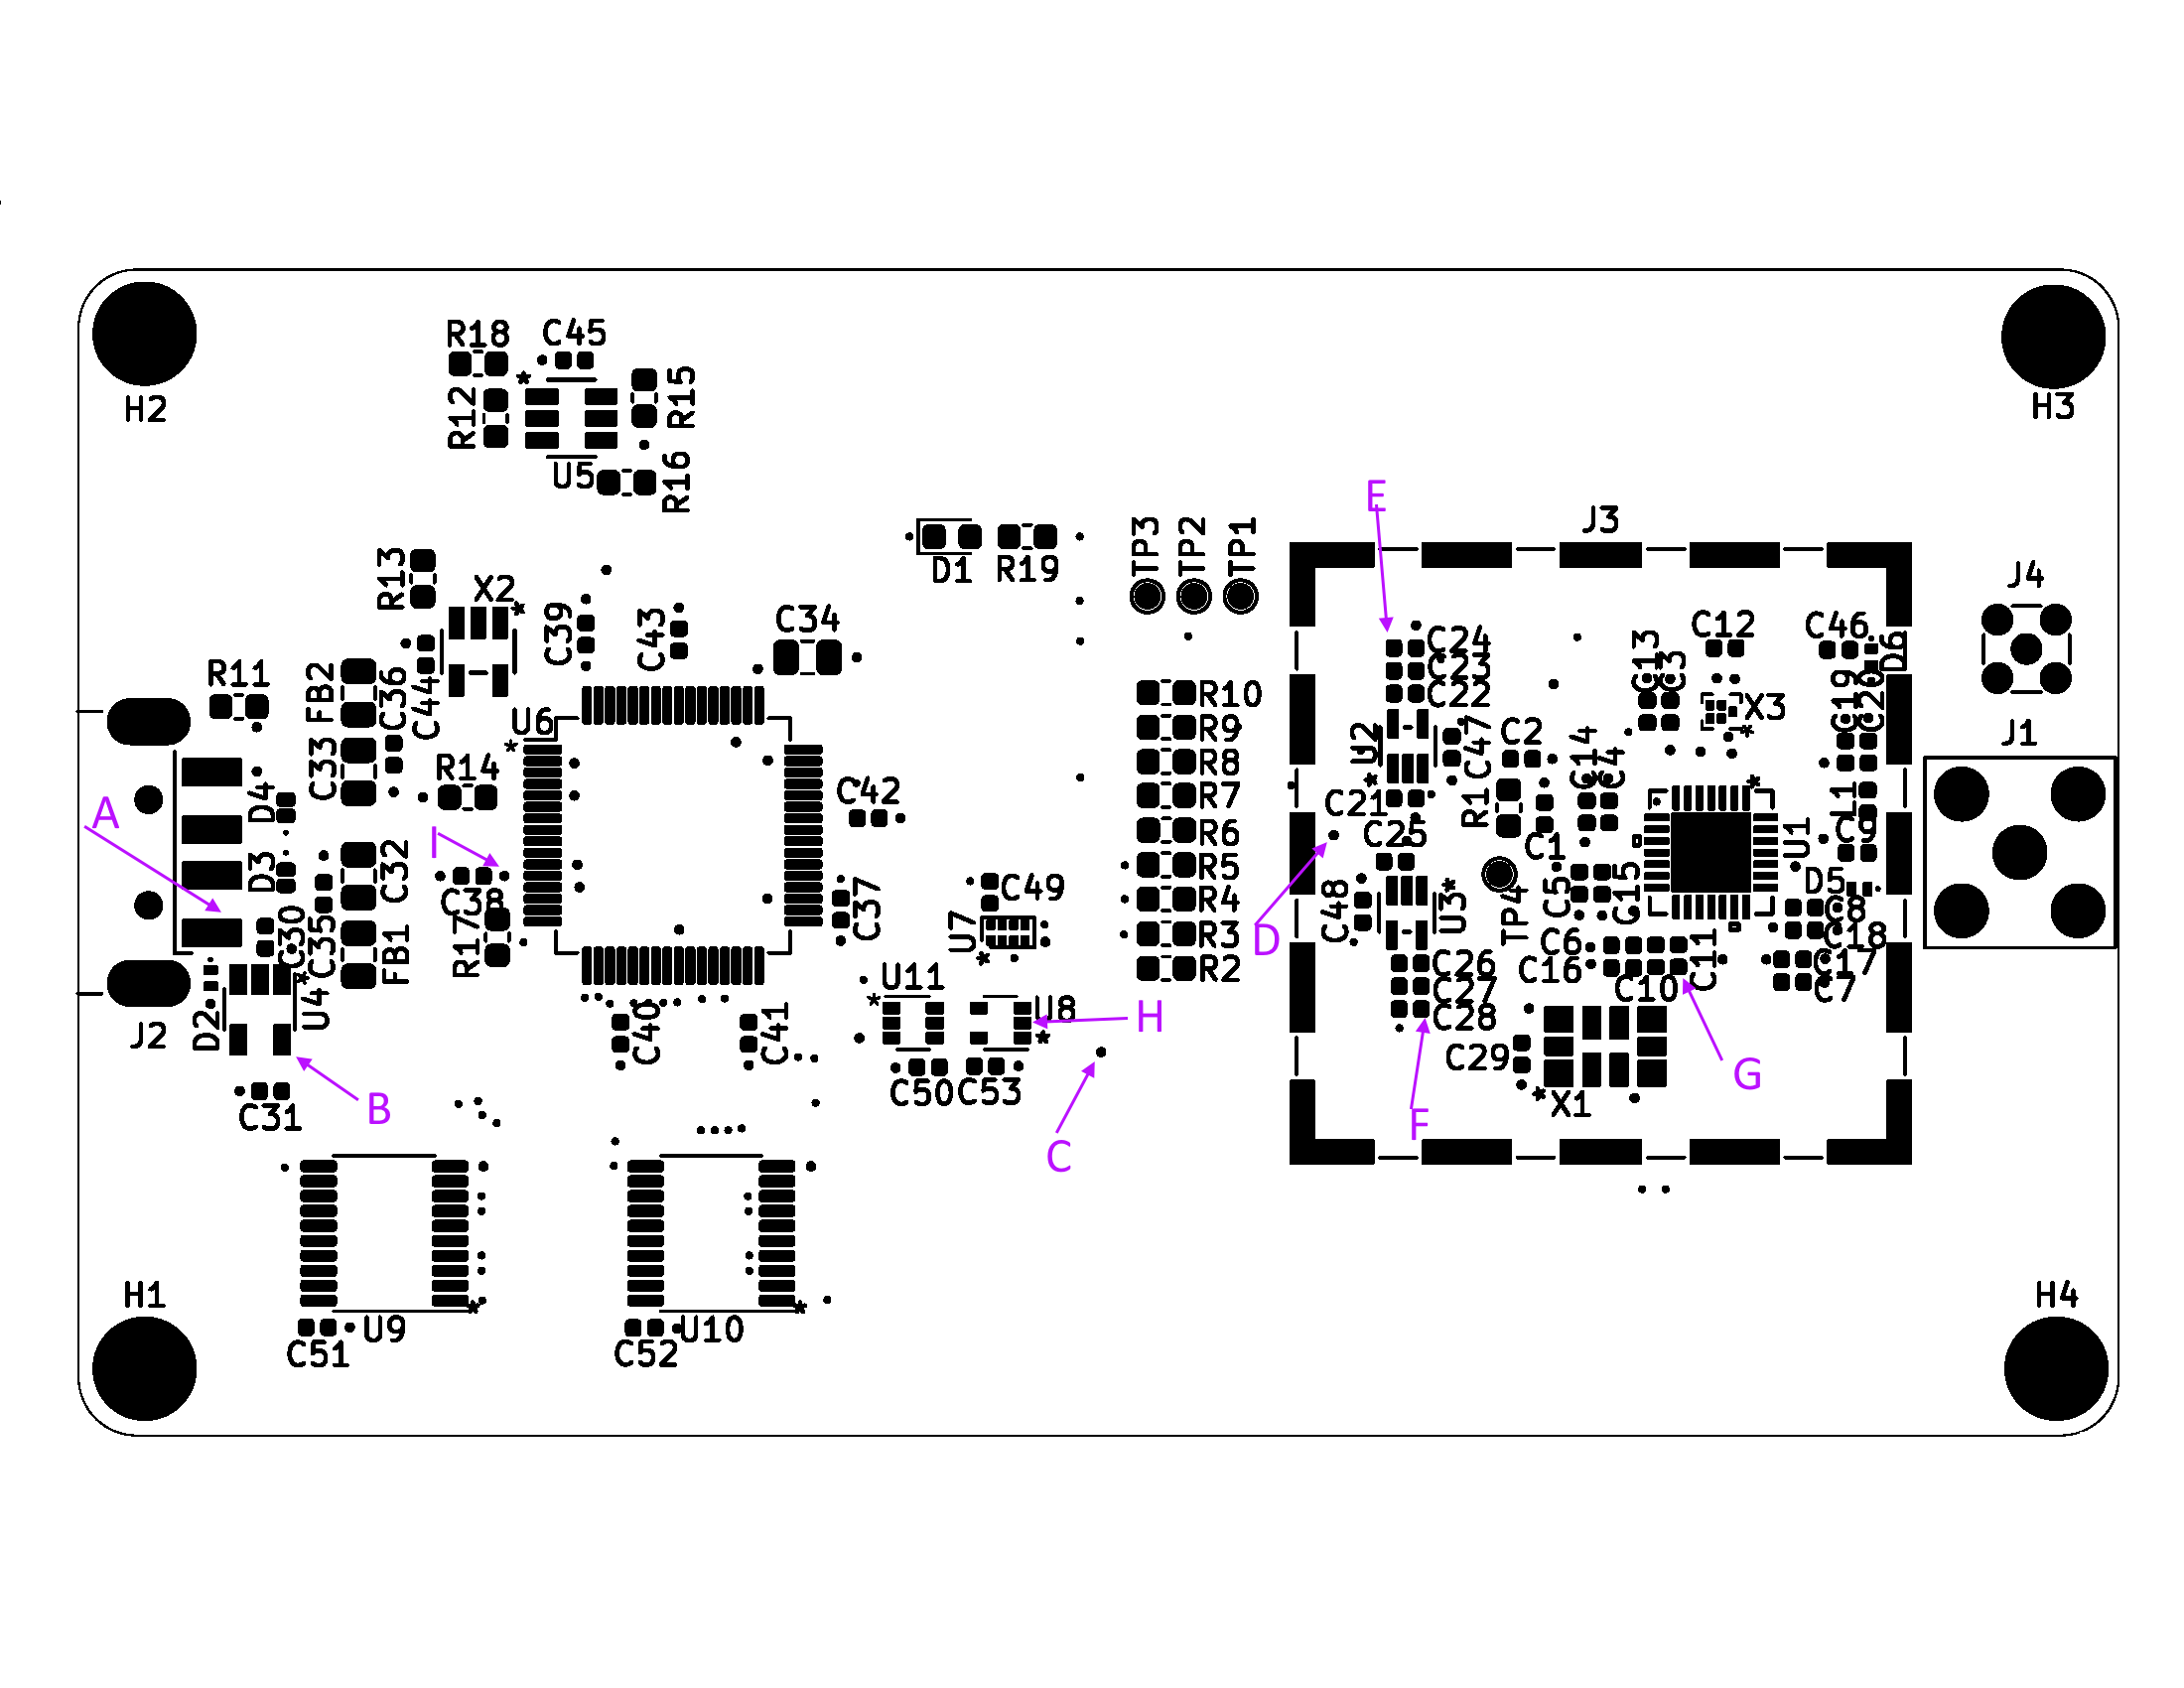 R18 C45
H2 R12 R15 H3
U5 R16
E
J3
TP3 TP2 TP1
D1 R19
R13 X2 * J4
C39 C43 C34 C24 C13 C3 C12 C46 D6
R11 FB2 C36 C44 C23
R10 C22 X3 * C19 C20
U6 * R9 U2 C47 C2 J1
C33 R14 R8 * C14 C4 *
A D4 I C42 R7 C21 R1 L1
R6 C25 C1 U1 C9
D3 C32 C38 R5
C37 C49 R4 C48 U3 * TP4 C5 C15 D5 C8
C30 C35 FB1 R17 U7 * R3 D C6 C11 C18
U4 * U11 * R2 C26 C16 C17
D2 J2 C40 C41 U8 * H C27 C10 C7
C28
C29 G
B C50 C53 * X1
C31 F
C
H1 H4
* *
U9 U10
C51 C52